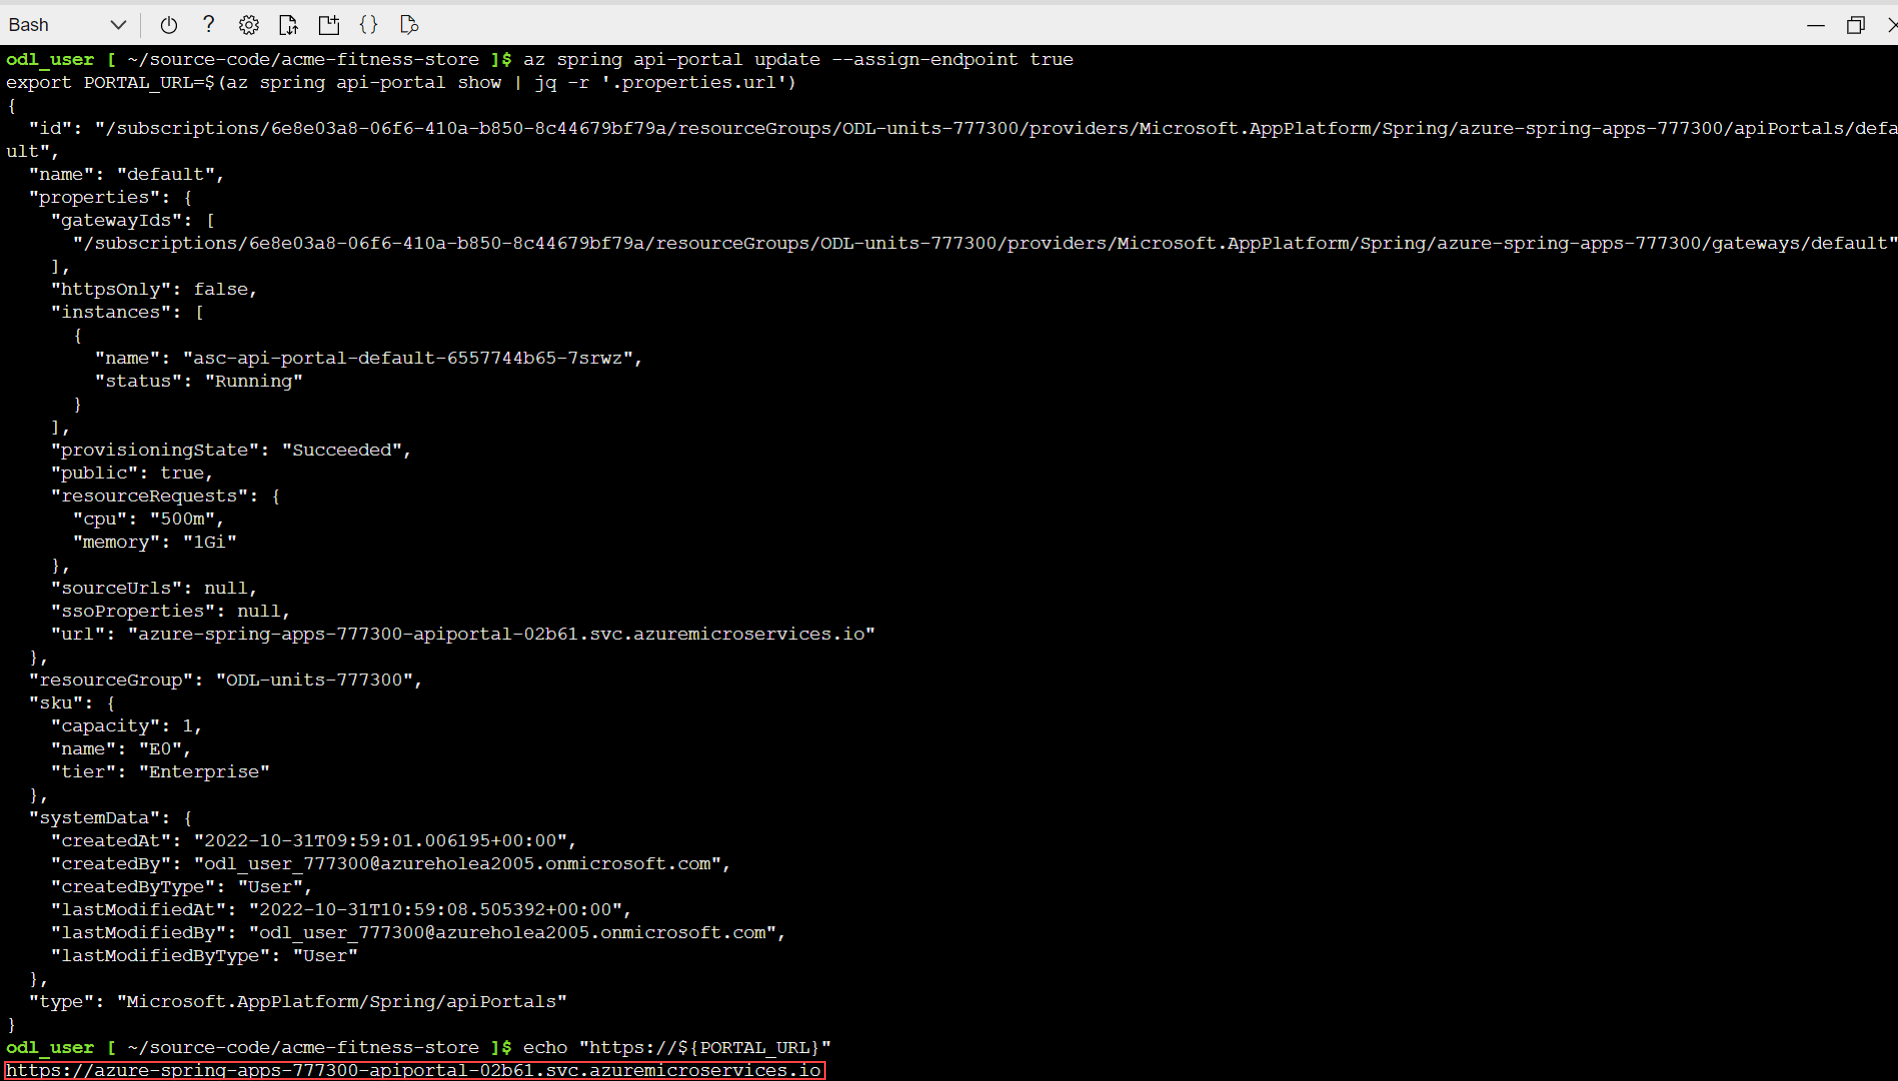 Bash
odl_user [ ~/source-code/acme-fitness-store ]$ az spring api-portal update --assign-endpoint true
export PORTAL_URL=$(az spring api-portal show | jq -r '.properties.url')
{
  "id": "/subscriptions/6e8e03a8-06f6-410a-b850-8c44679bf79a/resourceGroups/ODL-units-777300/providers/Microsoft.AppPlatform/Spring/azure-spring-apps-777300/apiPortals/defa
ult",
  "name": "default",
  "properties": {
    "gatewayIds": [
      "/subscriptions/6e8e03a8-06f6-410a-b850-8c44679bf79a/resourceGroups/ODL-units-777300/providers/Microsoft.AppPlatform/Spring/azure-spring-apps-777300/gateways/default"
    ],
    "httpsOnly": false,
    "instances": [
      {
        "name": "asc-api-portal-default-6557744b65-7srwz",
        "status": "Running"
      }
    ],
    "provisioningState": "Succeeded",
    "public": true,
    "resourceRequests": {
      "cpu": "500m",
      "memory": "1Gi"
    },
    "sourceUrls": null,
    "ssoProperties": null,
    "url": "azure-spring-apps-777300-apiportal-02b61.svc.azuremicroservices.io"
  },
  "resourceGroup": "ODL-units-777300",
  "sku": {
    "capacity": 1,
    "name": "E0",
    "tier": "Enterprise"
  },
  "systemData": {
    "createdAt": "2022-10-31T09:59:01.006195+00:00",
    "createdBy": "odl_user_777300@azureholea2005.onmicrosoft.com",
    "createdByType": "User",
    "lastModifiedAt": "2022-10-31T10:59:08.505392+00:00",
    "lastModifiedBy": "odl_user_777300@azureholea2005.onmicrosoft.com",
    "lastModifiedByType": "User"
  },
  "type": "Microsoft.AppPlatform/Spring/apiPortals"
}
odl_user [ ~/source-code/acme-fitness-store ]$ echo "https://${PORTAL_URL}"
https://azure-spring-apps-777300-apiportal-02b61.svc.azuremicroservices.io